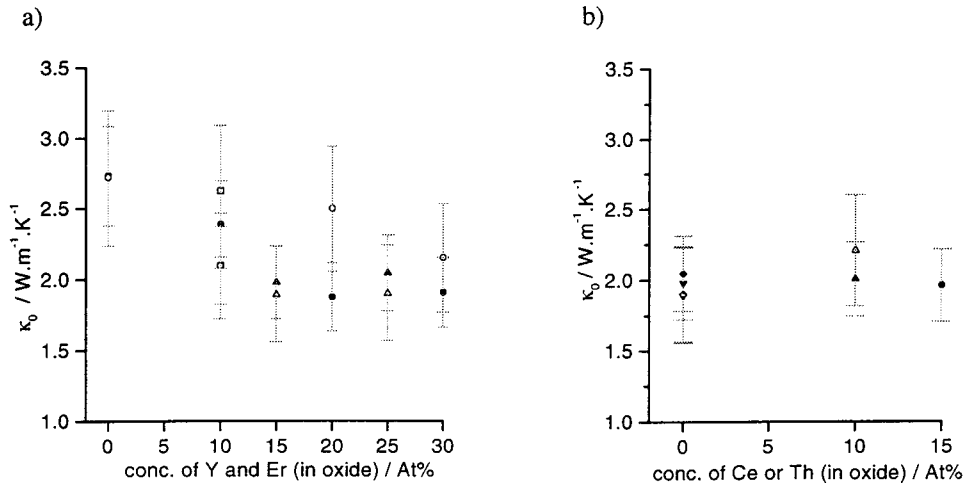 a)
3.5
3.0
2.5
2.0
1.5
1.0
κ₀ / W.m⁻¹.K⁻¹
0 5 10 15 20 25 30
conc. of Y and Er (in oxide) / At%
b)
3.5
3.0
2.5
2.0
1.5
1.0
κ₀ / W.m⁻¹.K⁻¹
0 5 10 15
conc. of Ce or Th (in oxide) / At%